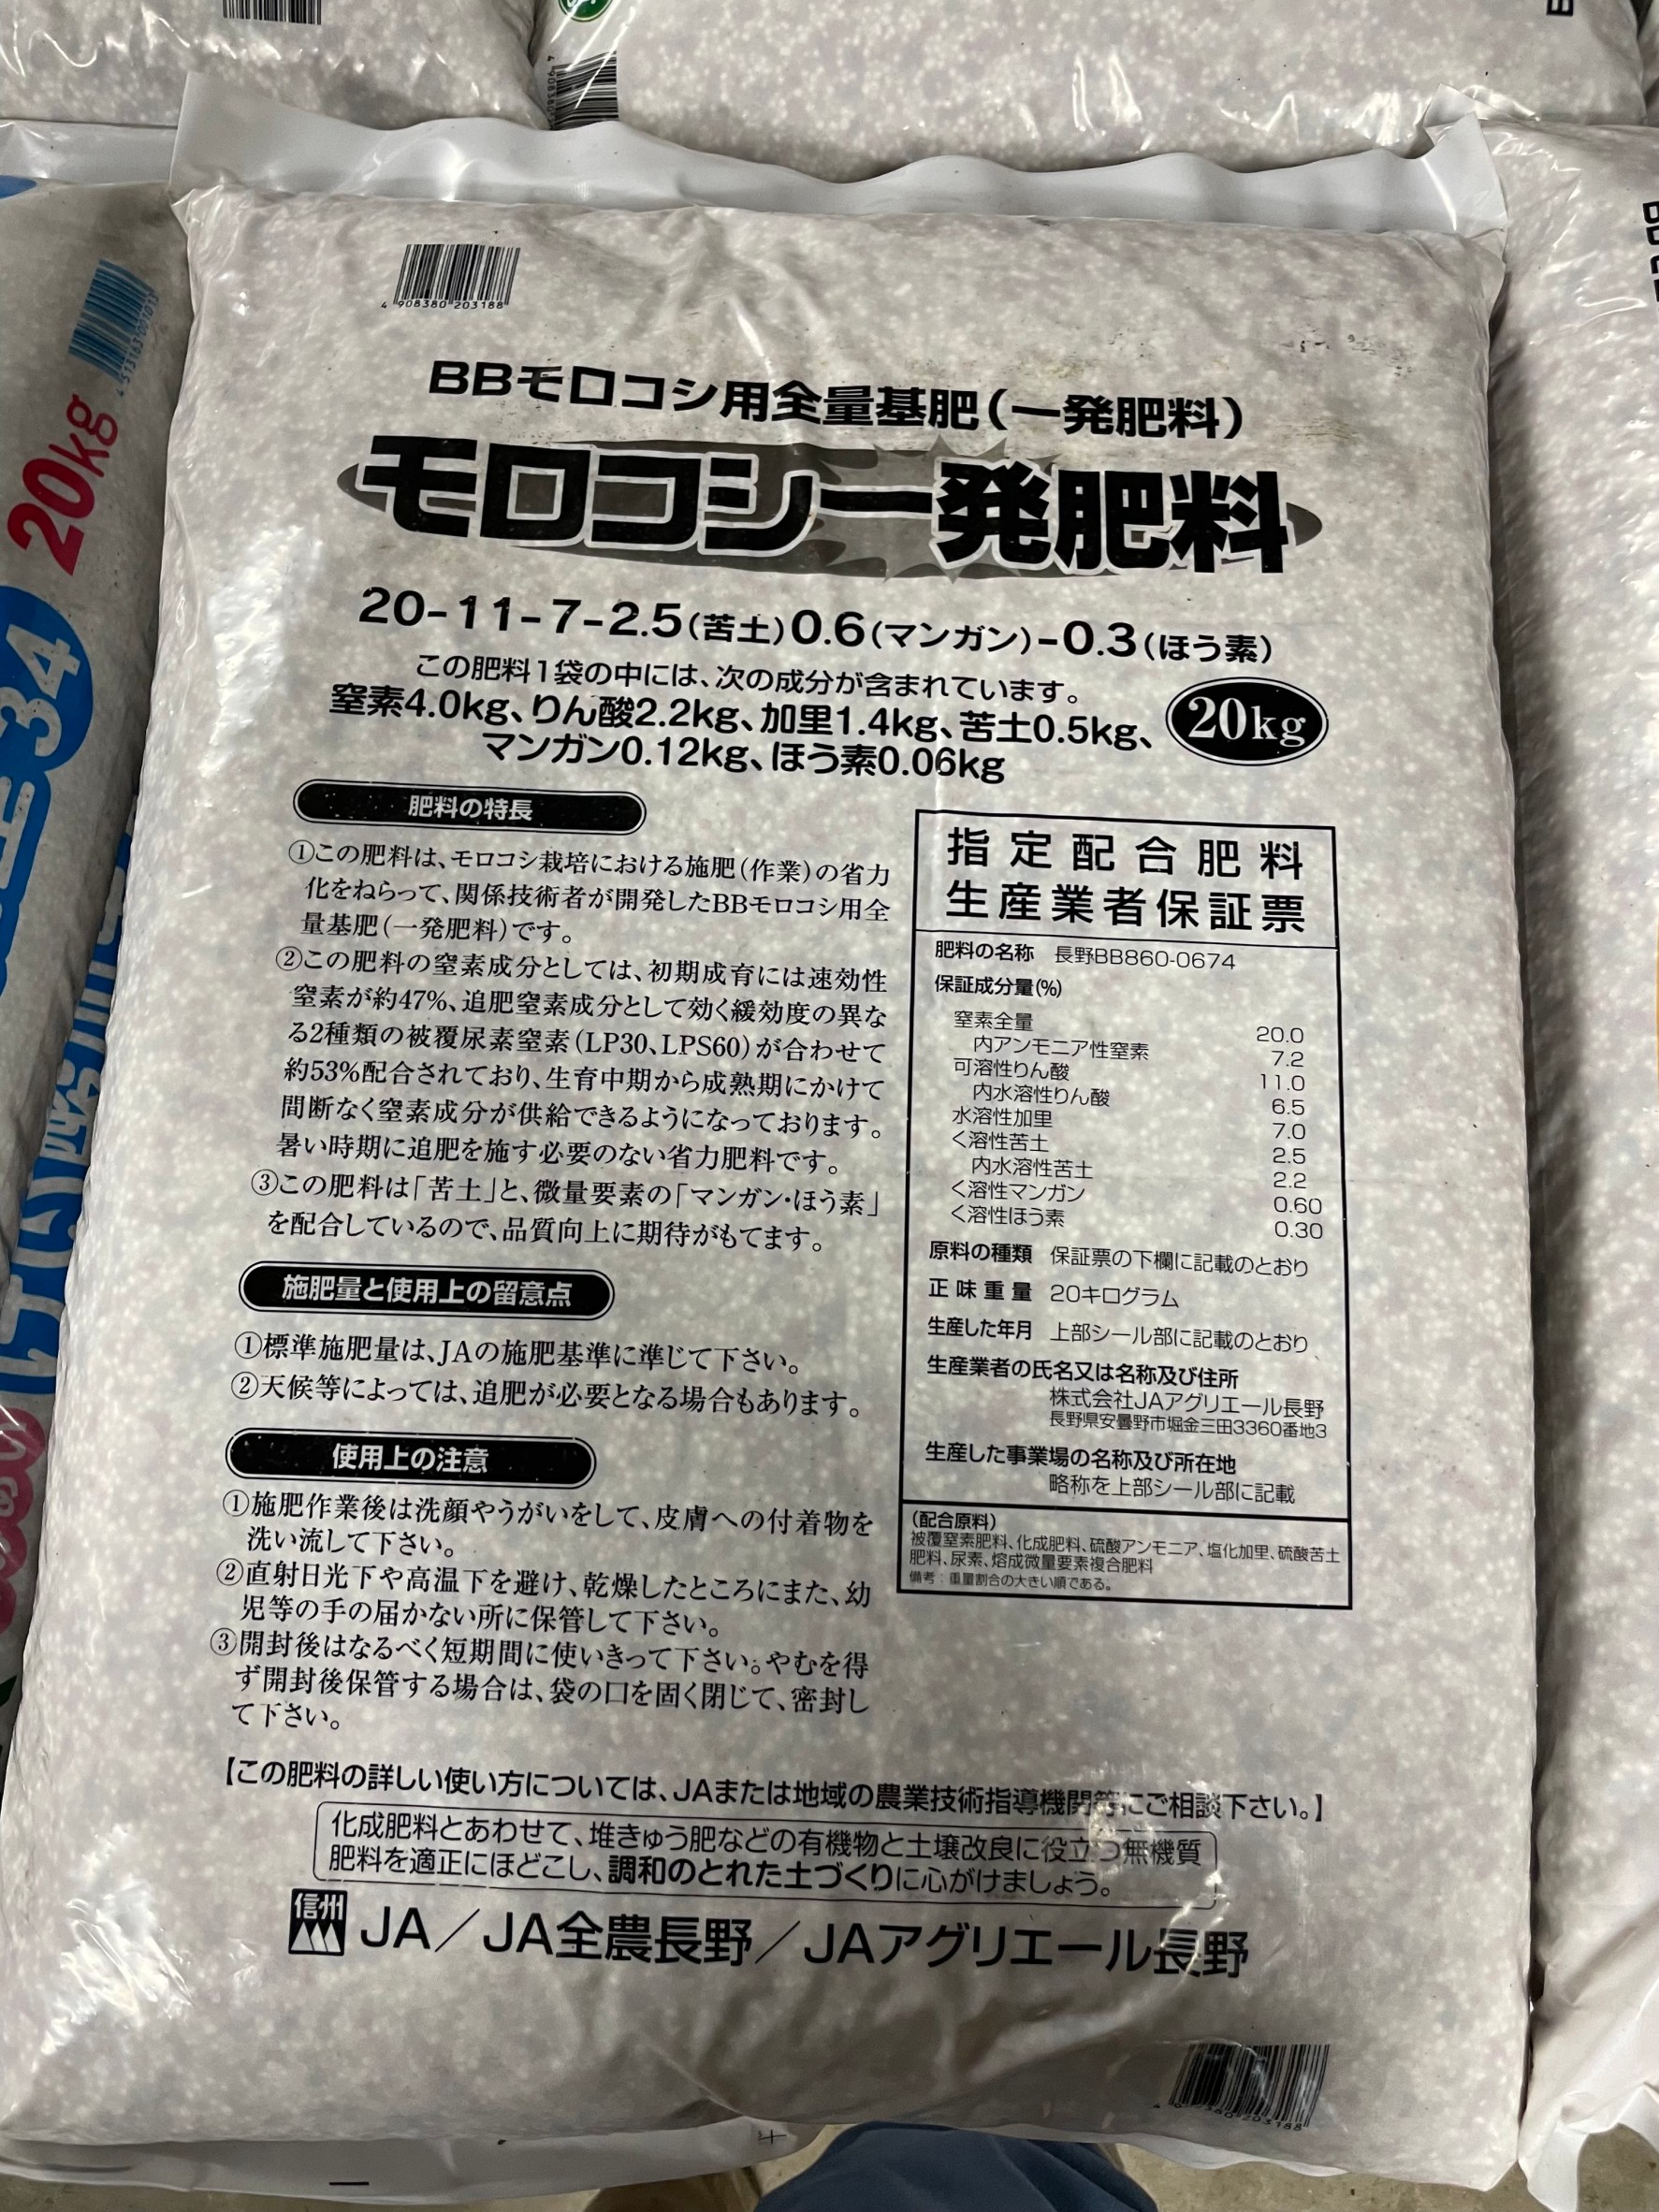 4 908380 203188
20kg
34
BBモロコシ用全量基肥(一発肥料)
モロコシ一発肥料
20-11-7-2.5(苦土)0.6(マンガン)-0.3(ほう素)
この肥料1袋の中には、次の成分が含まれています。
窒素4.0kg、りん酸2.2kg、加里1.4kg、苦土0.5kg、
マンガン0.12kg、ほう素0.06kg
20kg
肥料の特長
①この肥料は、モロコシ栽培における施肥(作業)の省力
化をねらって、関係技術者が開発したBBモロコシ用全
量基肥(一発肥料)です。
②この肥料の窒素成分としては、初期成育には速効性
窒素が約47%、追肥窒素成分として効く緩効度の異な
る2種類の被覆尿素窒素(LP30、LPS60)が合わせて
約53%配合されており、生育中期から成熟期にかけて
間断なく窒素成分が供給できるようになっております。
暑い時期に追肥を施す必要のない省力肥料です。
③この肥料は「苦土」と、微量要素の「マンガン・ほう素」
を配合しているので、品質向上に期待がもてます。
施肥量と使用上の留意点
①標準施肥量は、JAの施肥基準に準じて下さい。
②天候等によっては、追肥が必要となる場合もあります。
使用上の注意
①施肥作業後は洗顔やうがいをして、皮膚への付着物を
洗い流して下さい。
②直射日光下や高温下を避け、乾燥したところにまた、幼
児等の手の届かない所に保管して下さい。
③開封後はなるべく短期間に使いきって下さい。やむを得
ず開封後保管する場合は、袋の口を固く閉じて、密封し
て下さい。
指定配合肥料
生産業者保証票
肥料の名称 長野BB860-0674
保証成分量(%)
窒素全量 20.0
内アンモニア性窒素 7.2
可溶性りん酸 11.0
内水溶性りん酸 6.5
水溶性加里 7.0
く溶性苦土 2.5
内水溶性苦土 2.2
く溶性マンガン 0.60
く溶性ほう素 0.30
原料の種類 保証票の下欄に記載のとおり
正味重量 20キログラム
生産した年月 上部シール部に記載のとおり
生産業者の氏名又は名称及び住所
株式会社JAアグリエール長野
長野県安曇野市堀金三田3360番地3
生産した事業場の名称及び所在地
略称を上部シール部に記載
(配合原料)
被覆窒素肥料、化成肥料、硫酸アンモニア、塩化加里、硫酸苦土
肥料、尿素、熔成微量要素複合肥料
備考:重量割合の大きい順である。
【この肥料の詳しい使い方については、JAまたは地域の農業技術指導機関等にご相談下さい。】
化成肥料とあわせて、堆きゅう肥などの有機物と土壌改良に役立つ無機質
肥料を適正にほどこし、調和のとれた土づくりに心がけましょう。
信州 JA/JA全農長野/JAアグリエール長野